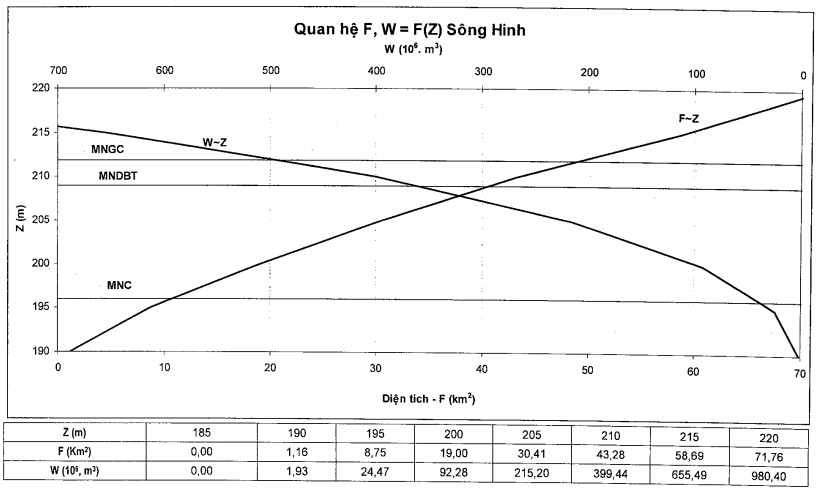 Quan hệ F, W = F(Z) Sông Hinh
W (10⁶. m³)
700 600 500 400 300 200 100 0
220
215
210
205
200
195
190
Z (m)
W~Z
F~Z
MNGC
MNDBT
MNC
0 10 20 30 40 50 60 70
Diện tích - F (km²)
Z (m) 185 190 195 200 205 210 215 220
F (Km²) 0,00 1,16 8,75 19,00 30,41 43,28 58,69 71,76
W (10⁶, m³) 0,00 1,93 24,47 92,28 215,20 399,44 655,49 980,40